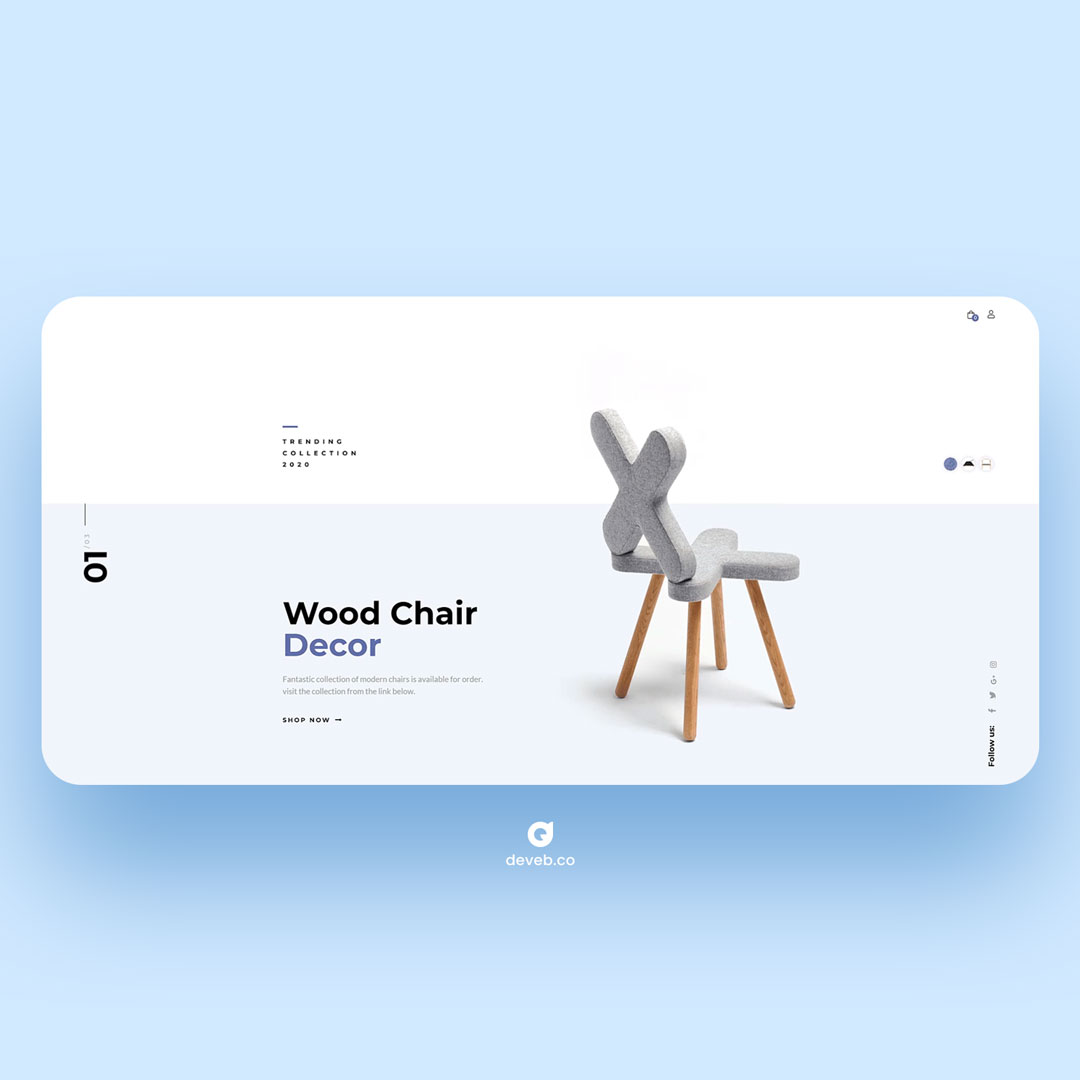 TRENDING
COLLECTION
2020
/03
01
Wood Chair
Decor
Fantastic collection of modern chairs is available for order.
visit the collection from the link below.
SHOP NOW
Follow us:
deveb.co